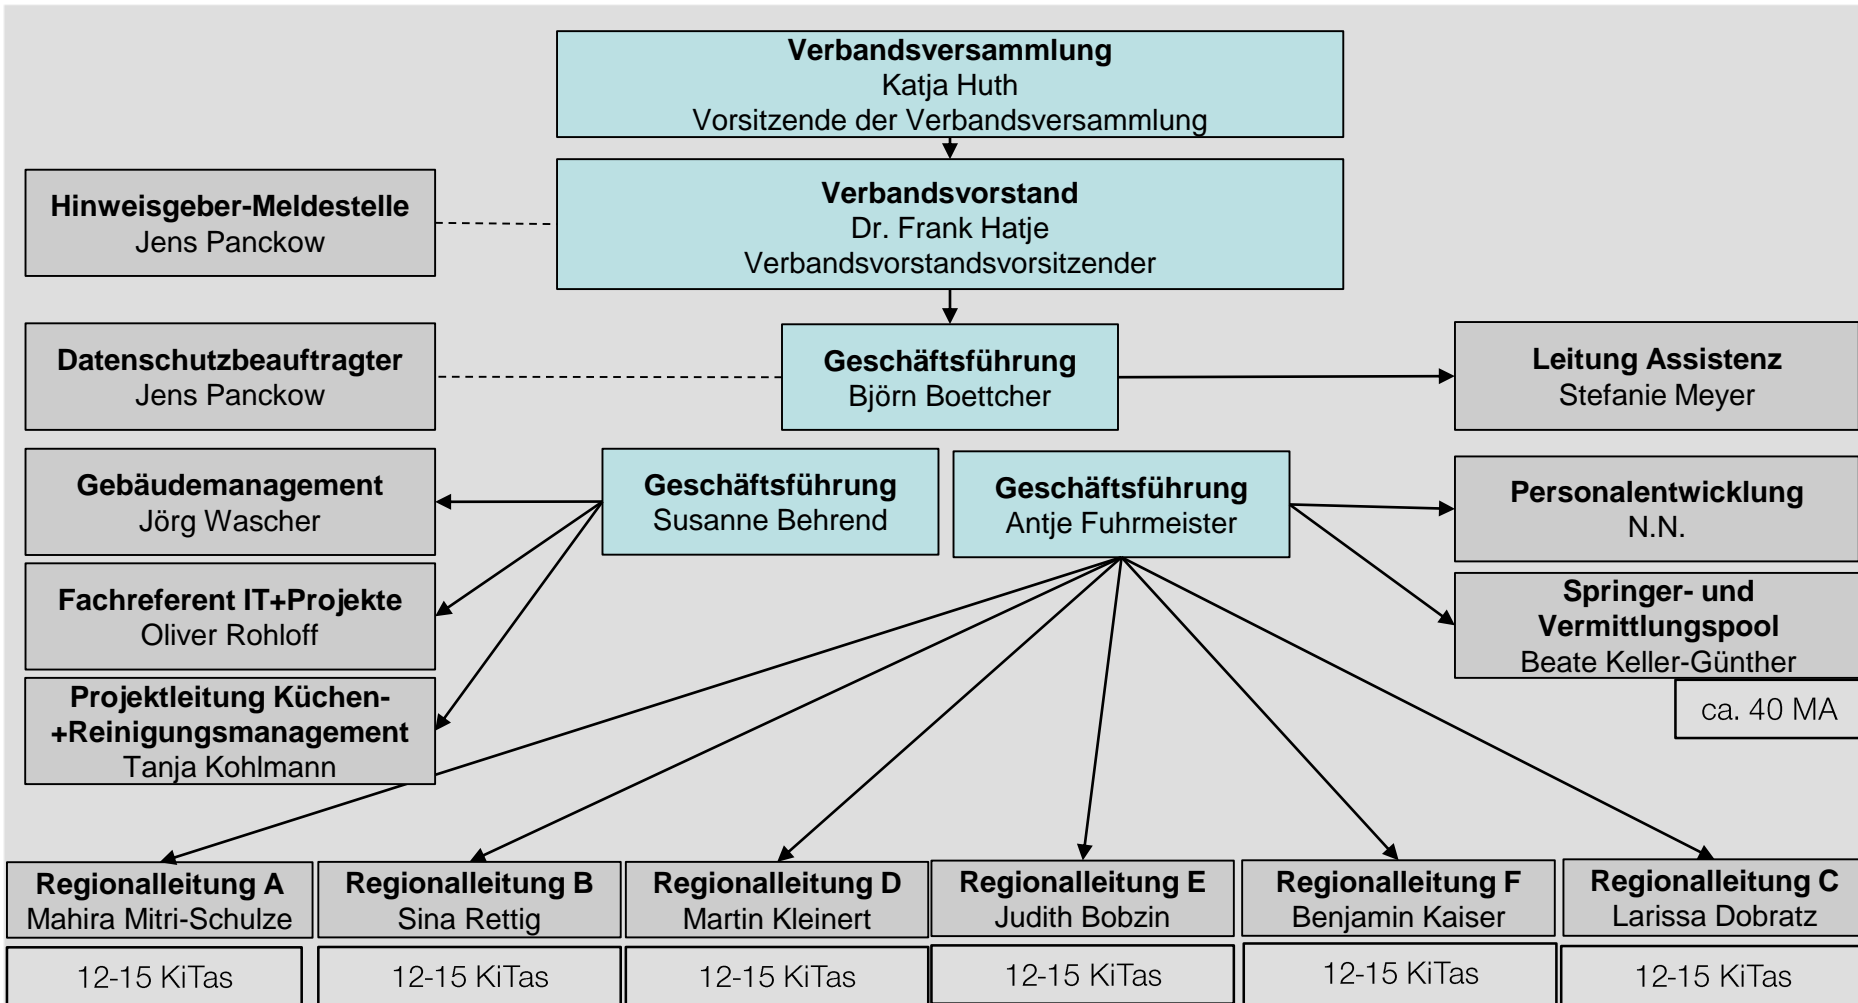 Verbandsversammlung
Katja Huth
Vorsitzende der Verbandsversammlung
Hinweisgeber-Meldestelle
Jens Panckow
Verbandsvorstand
Dr. Frank Hatje
Verbandsvorstandsvorsitzender
Datenschutzbeauftragter
Jens Panckow
Geschäftsführung
Björn Boettcher
Leitung Assistenz
Stefanie Meyer
Gebäudemanagement
Jörg Wascher
Geschäftsführung
Susanne Behrend
Geschäftsführung
Antje Fuhrmeister
Personalentwicklung
N.N.
Fachreferent IT+Projekte
Oliver Rohloff
Springer- und
Vermittlungspool
Beate Keller-Günther
ca. 40 MA
Projektleitung Küchen-
+Reinigungsmanagement
Tanja Kohlmann
Regionalleitung A
Mahira Mitri-Schulze
12-15 KiTas
Regionalleitung B
Sina Rettig
12-15 KiTas
Regionalleitung D
Martin Kleinert
12-15 KiTas
Regionalleitung E
Judith Bobzin
12-15 KiTas
Regionalleitung F
Benjamin Kaiser
12-15 KiTas
Regionalleitung C
Larissa Dobratz
12-15 KiTas